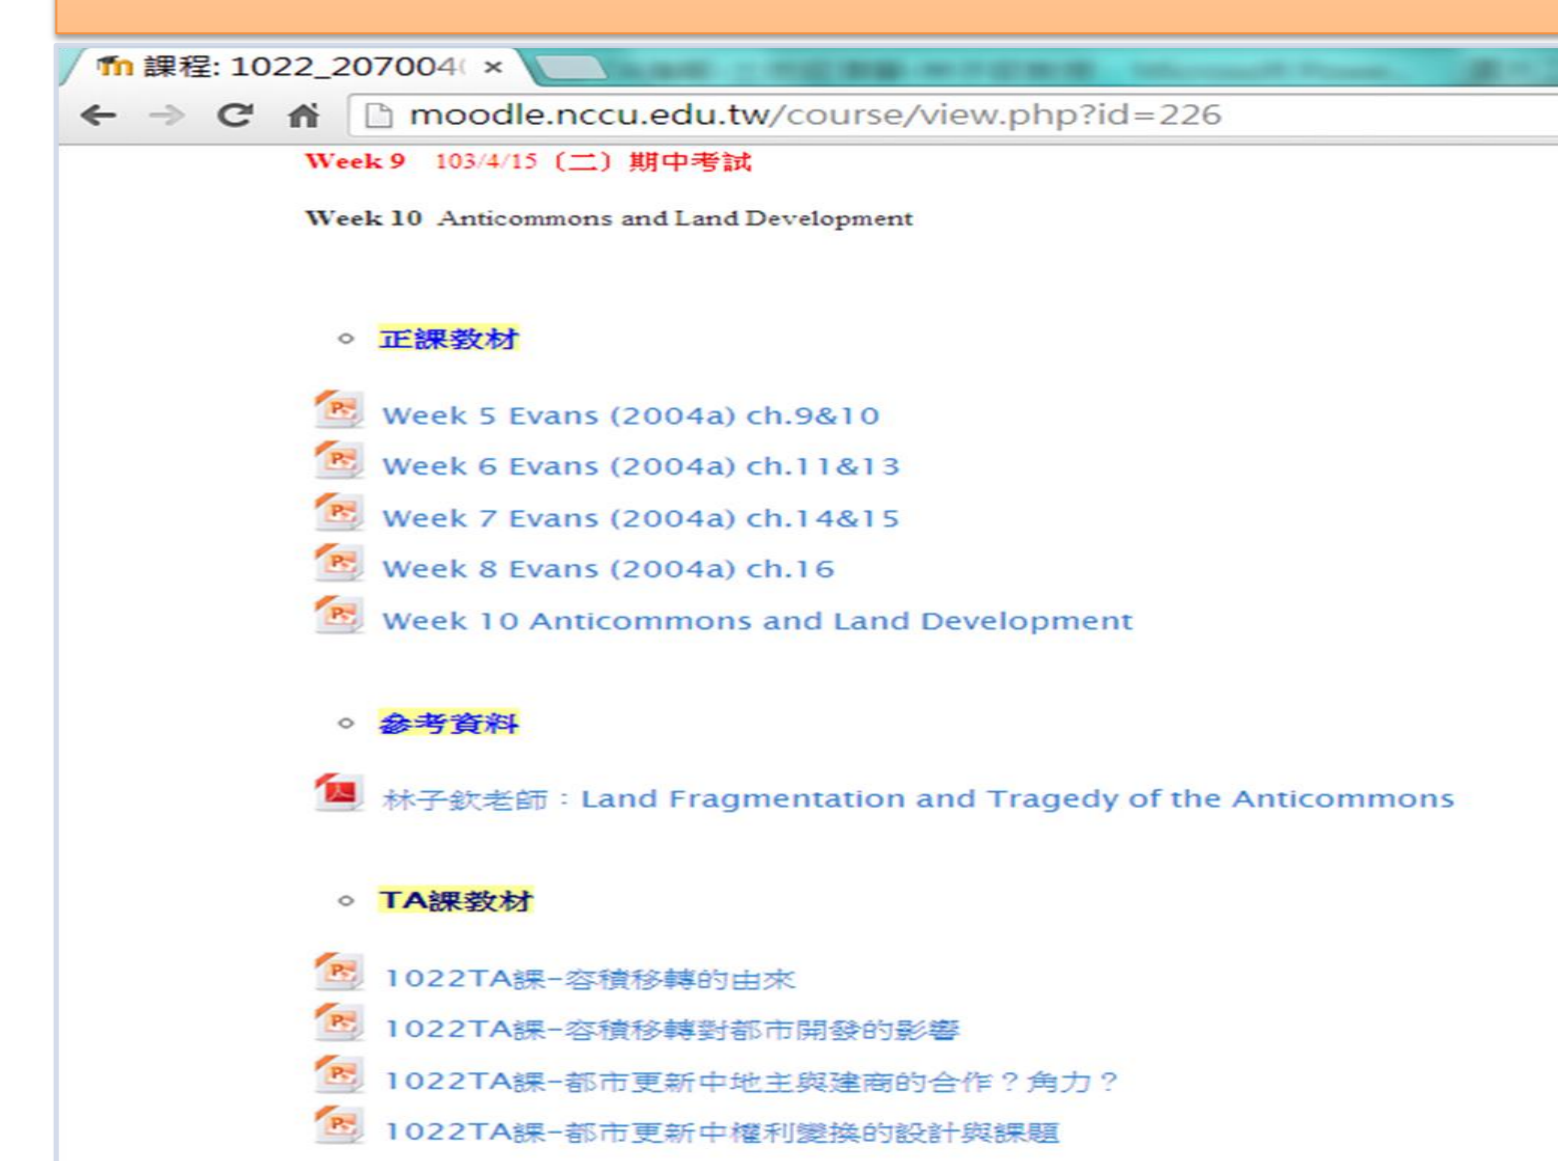 課程: 1022_2070040
moodle.nccu.edu.tw/course/view.php?id=226
Week 9 103/4/15（二）期中考試
Week 10 Anticommons and Land Development
正課教材
Week 5 Evans (2004a) ch.9&10
Week 6 Evans (2004a) ch.11&13
Week 7 Evans (2004a) ch.14&15
Week 8 Evans (2004a) ch.16
Week 10 Anticommons and Land Development
參考資料
林子欽老師：Land Fragmentation and Tragedy of the Anticommons
TA課教材
1022TA課-容積移轉的由來
1022TA課-容積移轉對都市開發的影響
1022TA課-都市更新中地主與建商的合作？角力？
1022TA課-都市更新中權利變換的設計與課題